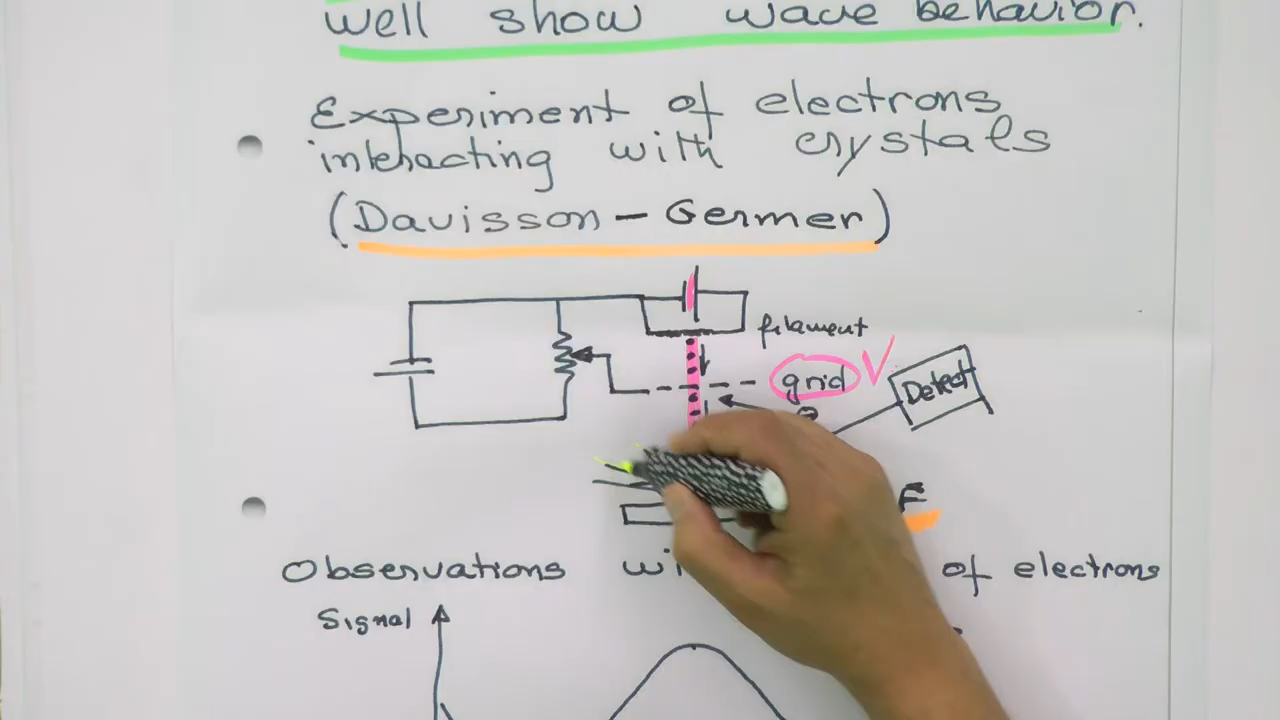 well show wave behavior.
Experiment of electrons
interacting with crystals
(Davisson - Germer)
filament
grid V
Detect
θ
E
Observations of electrons
Signal